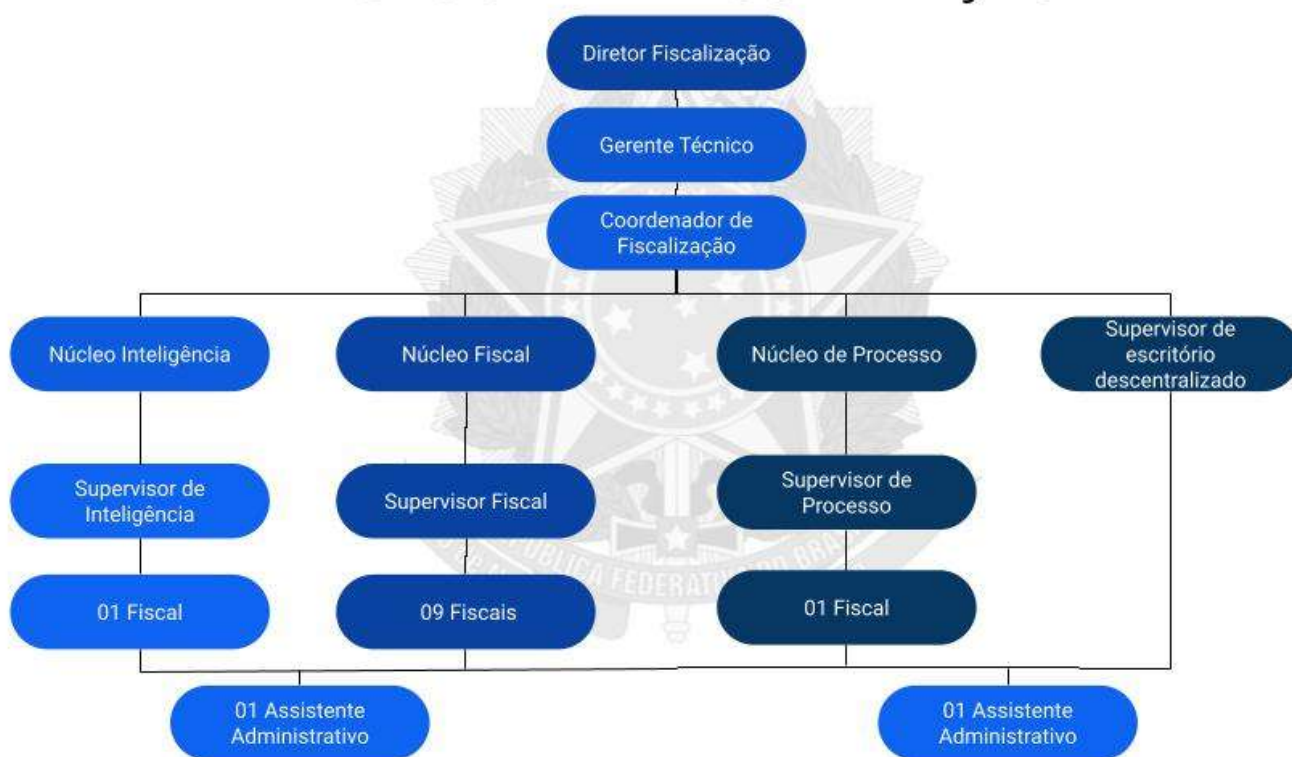 Diretor Fiscalização
Gerente Técnico
Coordenador de
Fiscalização
Núcleo Inteligência
Núcleo Fiscal
Núcleo de Processo
Supervisor de
escritório
descentralizado
Supervisor de
Inteligência
Supervisor Fiscal
Supervisor de
Processo
01 Fiscal
09 Fiscais
01 Fiscal
01 Assistente
Administrativo
01 Assistente
Administrativo